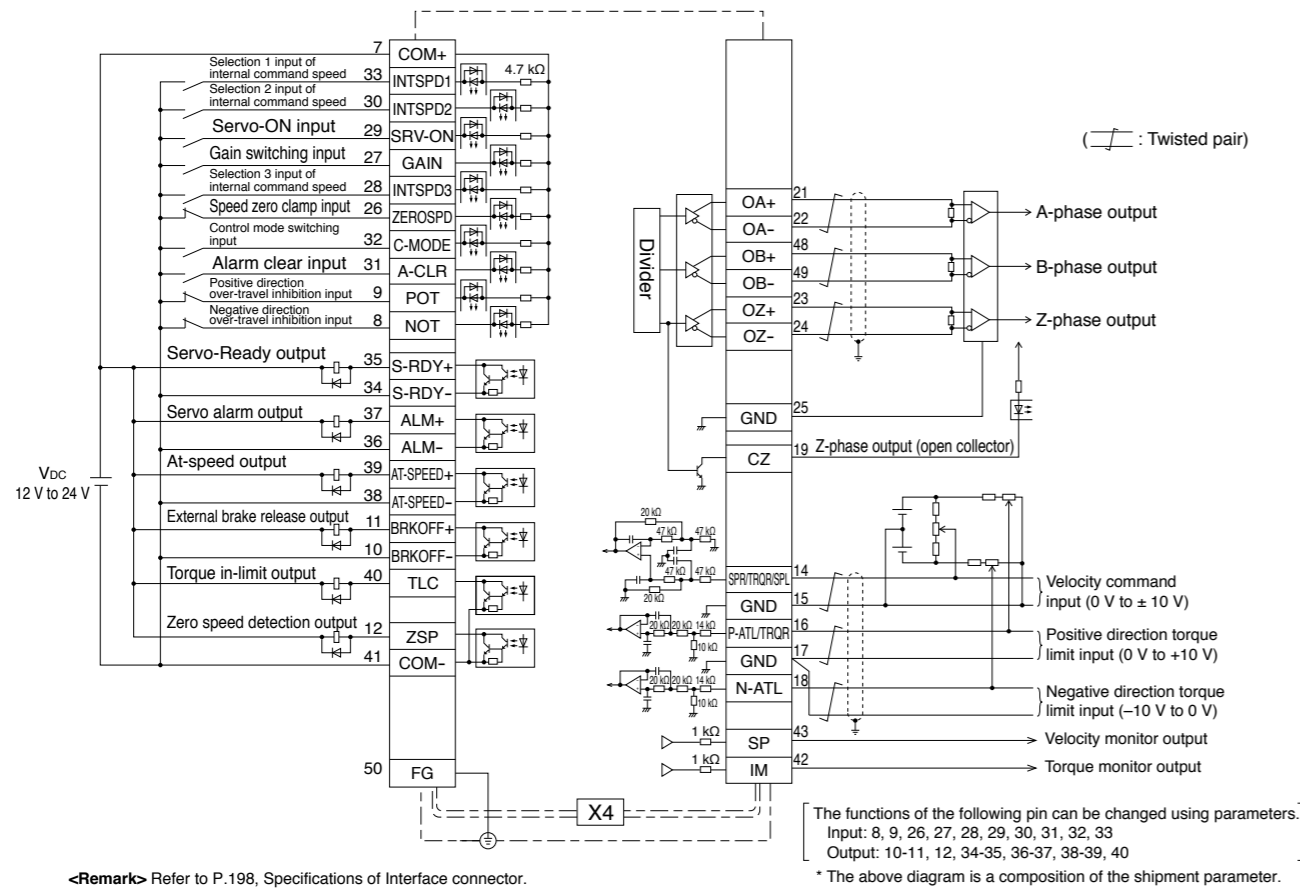 7 COM+
Selection 1 input of
internal command speed 33 INTSPD1 4.7 kΩ
Selection 2 input of
internal command speed 30 INTSPD2
Servo-ON input 29 SRV-ON
Gain switching input 27 GAIN
Selection 3 input of
internal command speed 28 INTSPD3
Speed zero clamp input 26 ZEROSPD
Control mode switching
input 32 C-MODE
Alarm clear input 31 A-CLR
Positive direction
over-travel inhibition input 9 POT
Negative direction
over-travel inhibition input 8 NOT
Servo-Ready output 35 S-RDY+
34 S-RDY–
Servo alarm output 37 ALM+
36 ALM–
At-speed output 39 AT-SPEED+
38 AT-SPEED–
External brake release output 11 BRKOFF+
10 BRKOFF–
Torque in-limit output 40 TLC
Zero speed detection output 12 ZSP
41 COM–
VDC
12 V to 24 V
50 FG
X4
( : Twisted pair)
Divider
OA+ 21
OA– 22
A-phase output
OB+ 48
OB– 49
B-phase output
OZ+ 23
OZ– 24
Z-phase output
GND 25
CZ 19 Z-phase output (open collector)
20 kΩ
47 kΩ 47 kΩ
47 kΩ 47 kΩ
20 kΩ
SPR/TRQR/SPL 14
GND 15
Velocity command
input (0 V to ± 10 V)
20 kΩ 20 kΩ 14 kΩ
10 kΩ
P-ATL/TRQR 16
GND 17
Positive direction torque
limit input (0 V to +10 V)
20 kΩ 20 kΩ 14 kΩ
10 kΩ
N-ATL 18
Negative direction torque
limit input (–10 V to 0 V)
1 kΩ SP 43 Velocity monitor output
1 kΩ IM 42 Torque monitor output
The functions of the following pin can be changed using parameters.
Input: 8, 9, 26, 27, 28, 29, 30, 31, 32, 33
Output: 10-11, 12, 34-35, 36-37, 38-39, 40
* The above diagram is a composition of the shipment parameter.
<Remark> Refer to P.198, Specifications of Interface connector.